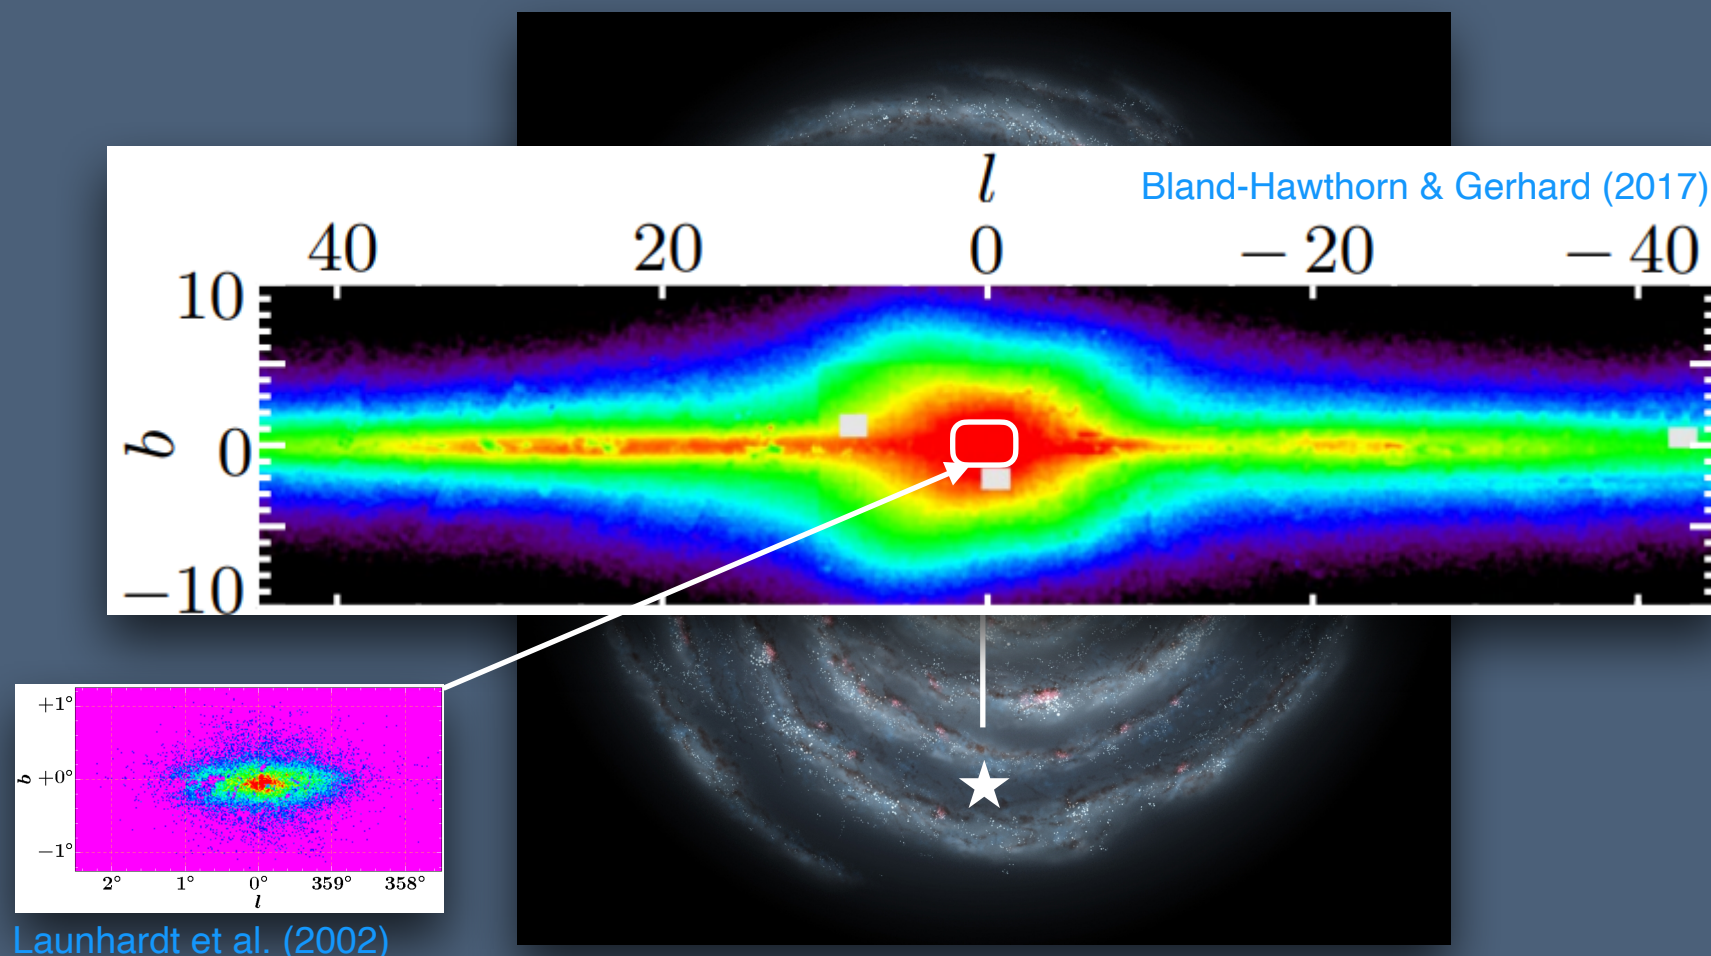 l
Bland-Hawthorn & Gerhard (2017)
40 20 0 − 20 − 40
10
b 0
−10
+1°
b +0°
−1°
2° 1° 0° 359° 358°
l
Launhardt et al. (2002)